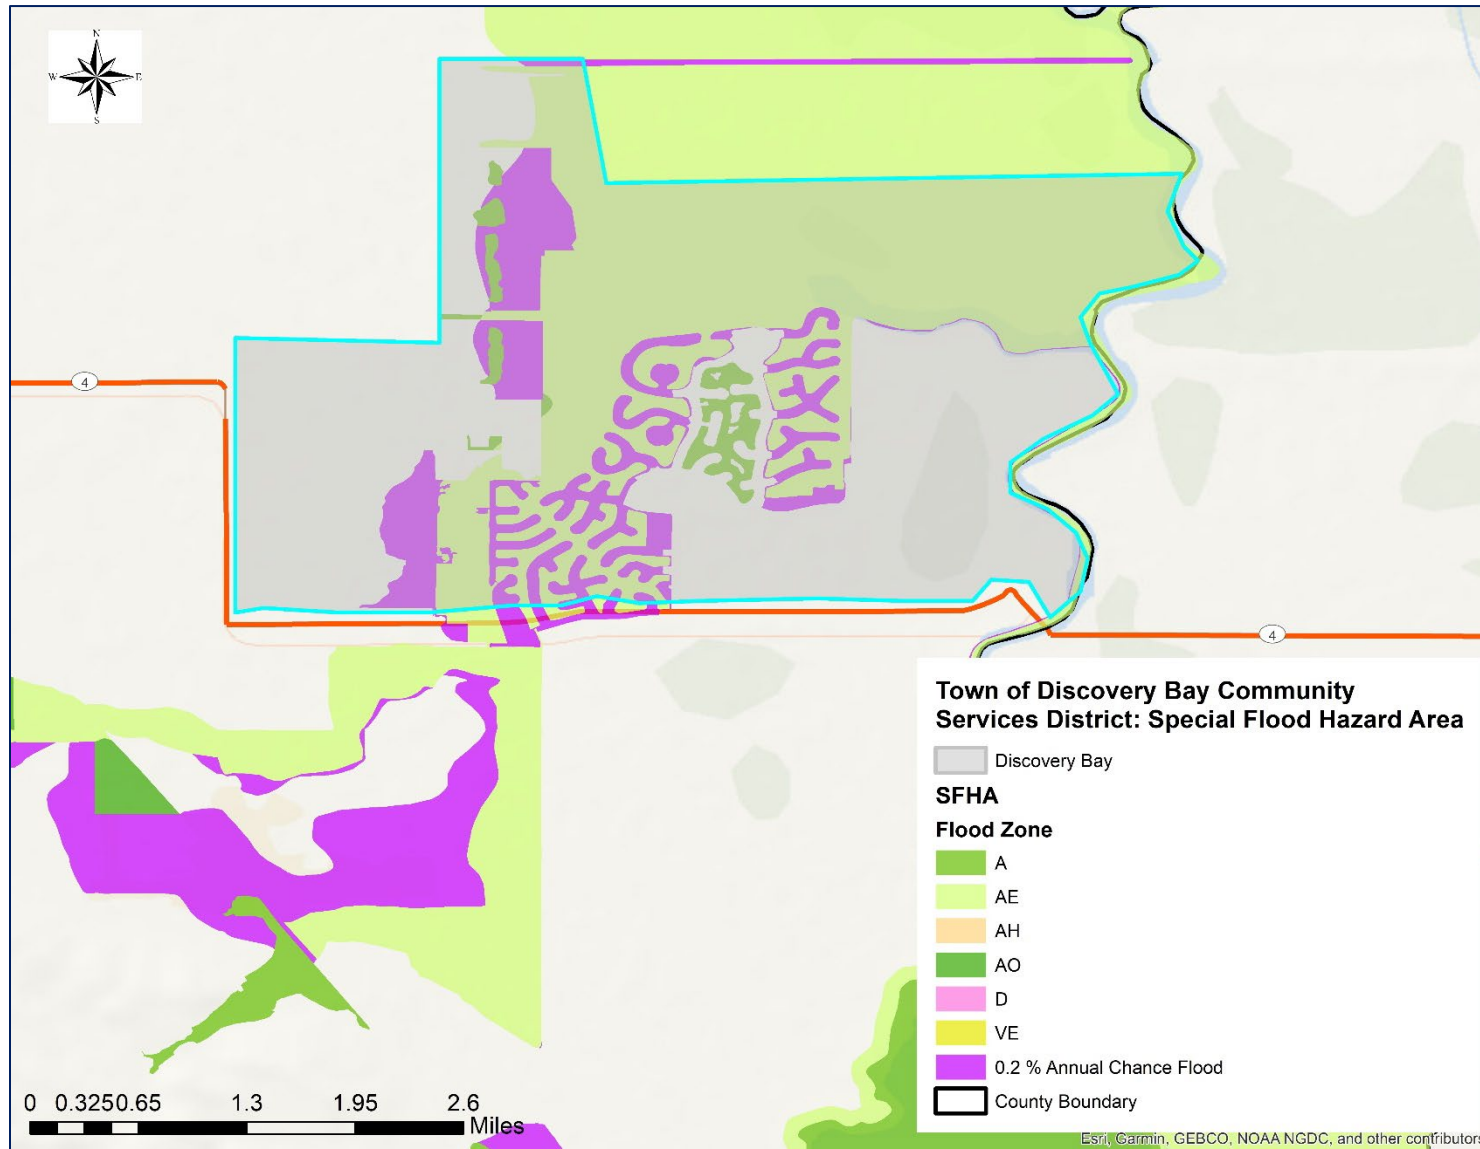 N
W E
S
4
4
Town of Discovery Bay Community
Services District: Special Flood Hazard Area
Discovery Bay
SFHA
Flood Zone
A
AE
AH
AO
D
VE
0.2 % Annual Chance Flood
County Boundary
0 0.3250.65 1.3 1.95 2.6
Miles
Esri, Garmin, GEBCO, NOAA NGDC, and other contributors